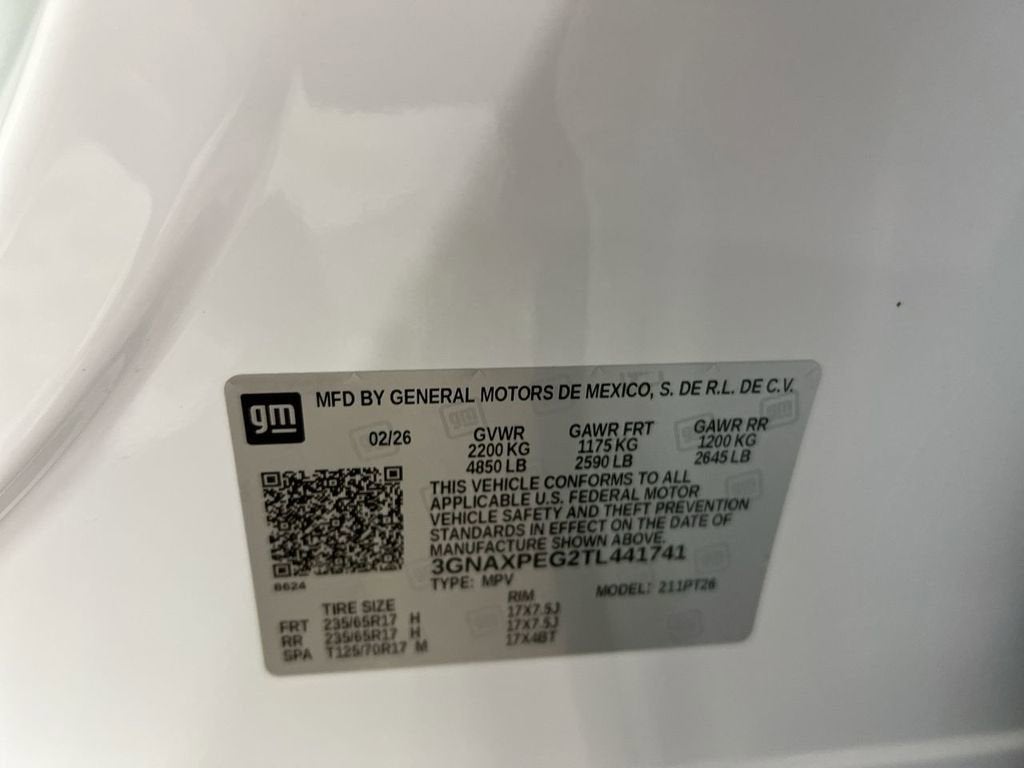 gm
MFD BY GENERAL MOTORS DE MEXICO, S. DE R.L. DE C.V.
02/26 GVWR GAWR FRT GAWR RR
2200 KG 1175 KG 1200 KG
4850 LB 2590 LB 2645 LB
THIS VEHICLE CONFORMS TO ALL
APPLICABLE U.S. FEDERAL MOTOR
VEHICLE SAFETY AND THEFT PREVENTION
STANDARDS IN EFFECT ON THE DATE OF
MANUFACTURE SHOWN ABOVE.
3GNAXPEG2TL441741
TYPE: MPV MODEL: 211PT26
B624
TIRE SIZE RIM
FRT 235/65R17 H 17X7.5J
RR 235/65R17 H 17X7.5J
SPA T125/70R17 M 17X4BT